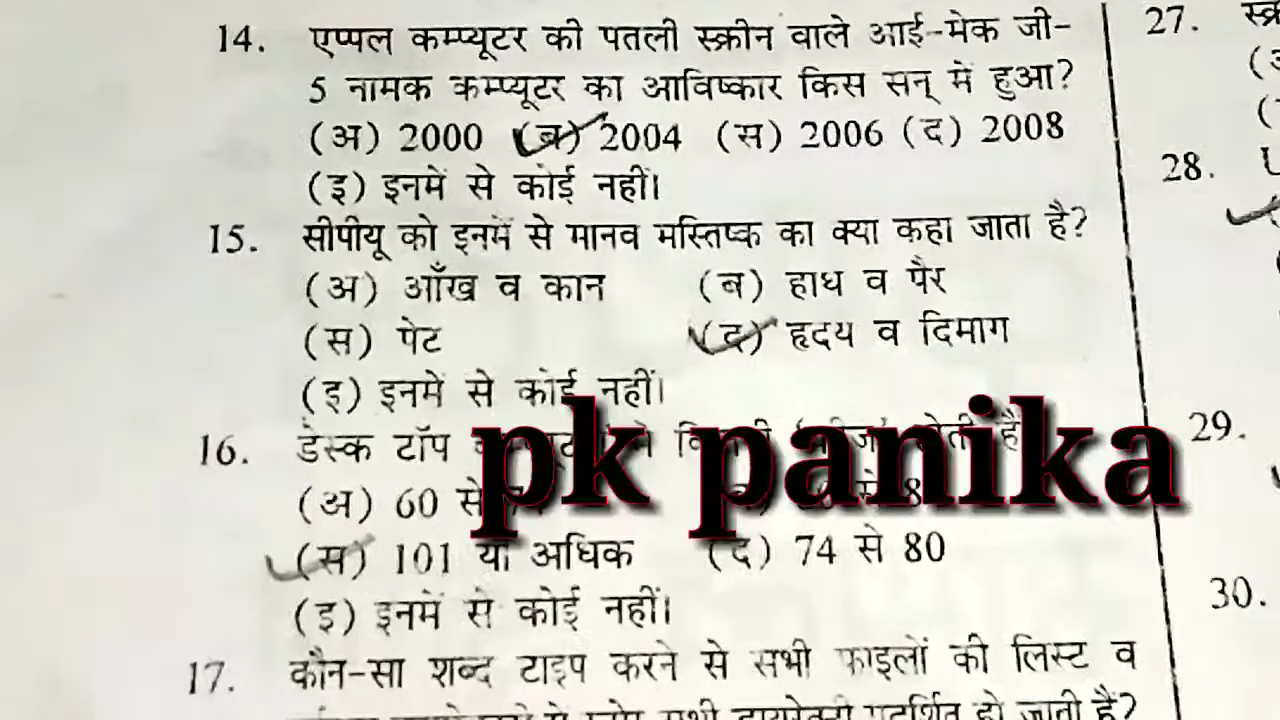 14. एप्पल कम्प्यूटर की पतली स्क्रीन वाले आई-मेक जी-
5 नामक कम्प्यूटर का आविष्कार किस सन् में हुआ?
(अ) 2000 (ब) 2004 (स) 2006 (द) 2008
(इ) इनमें से कोई नहीं।
15. सीपीयू को इनमें से मानव मस्तिष्क का क्या कहा जाता है?
(अ) आँख व कान (ब) हाथ व पैर
(स) पेट (द) हृदय व दिमाग
(इ) इनमें से कोई नहीं।
16. डेस्क टॉप
(अ) 60 से
pk panika
(स) 101 या अधिक (द) 74 से 80
(इ) इनमें से कोई नहीं।
17. कौन-सा शब्द टाइप करने से सभी फाइलों की लिस्ट व
हो जाती है?
27.
28.
29.
30.